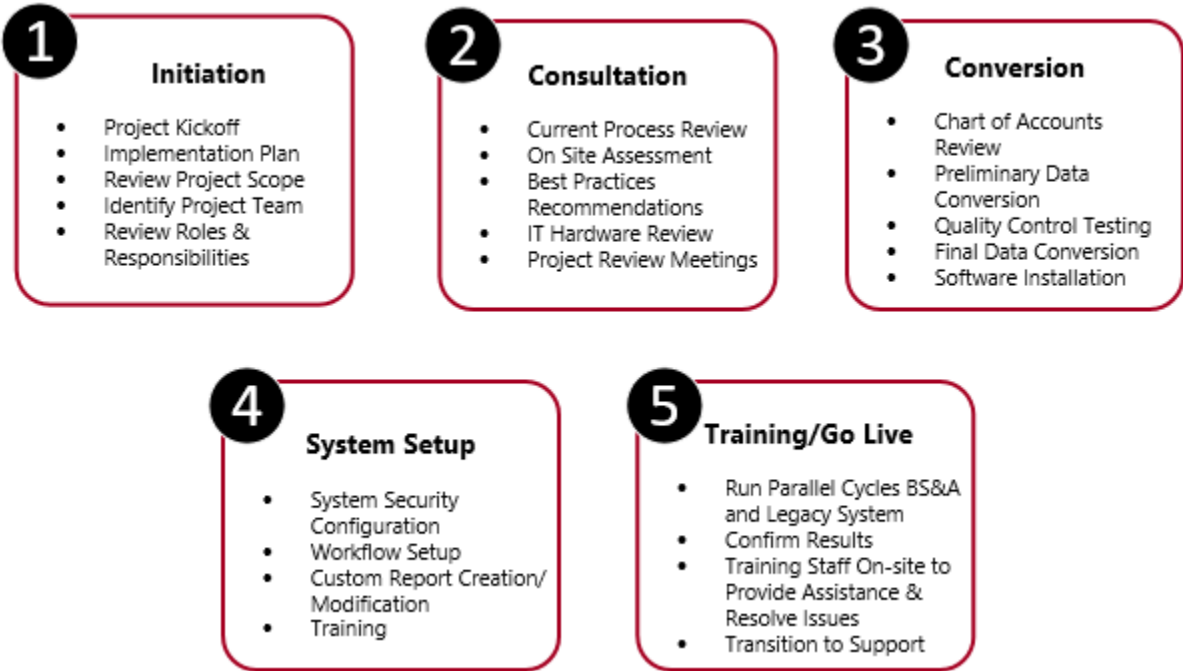 1
Initiation
• Project Kickoff
• Implementation Plan
• Review Project Scope
• Identify Project Team
• Review Roles &
Responsibilities
2
Consultation
• Current Process Review
• On Site Assessment
• Best Practices
Recommendations
• IT Hardware Review
• Project Review Meetings
3
Conversion
• Chart of Accounts
Review
• Preliminary Data
Conversion
• Quality Control Testing
• Final Data Conversion
• Software Installation
4
System Setup
• System Security
Configuration
• Workflow Setup
• Custom Report Creation/
Modification
• Training
5
Training/Go Live
• Run Parallel Cycles BS&A
and Legacy System
• Confirm Results
• Training Staff On-site to
Provide Assistance &
Resolve Issues
• Transition to Support